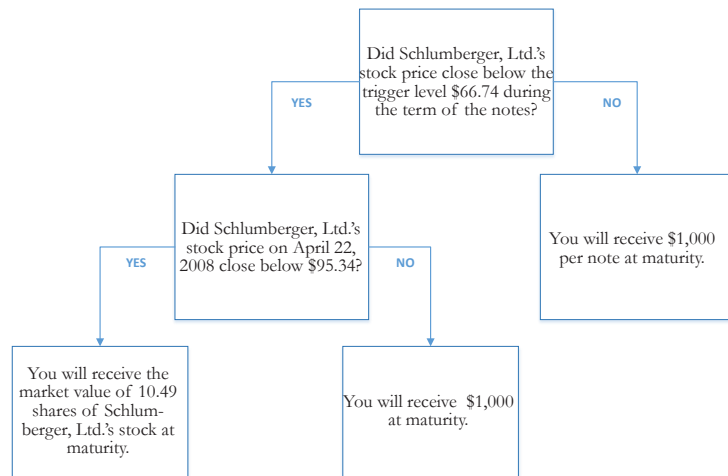 Did Schlumberger, Ltd.'s
stock price close below the
trigger level $66.74 during
the term of the notes?
YES
NO
Did Schlumberger, Ltd.'s
stock price on April 22,
2008 close below $95.34?
You will receive $1,000
per note at maturity.
YES
NO
You will receive the
market value of 10.49
shares of Schlum-
berger, Ltd.'s stock at
maturity.
You will receive $1,000
at maturity.